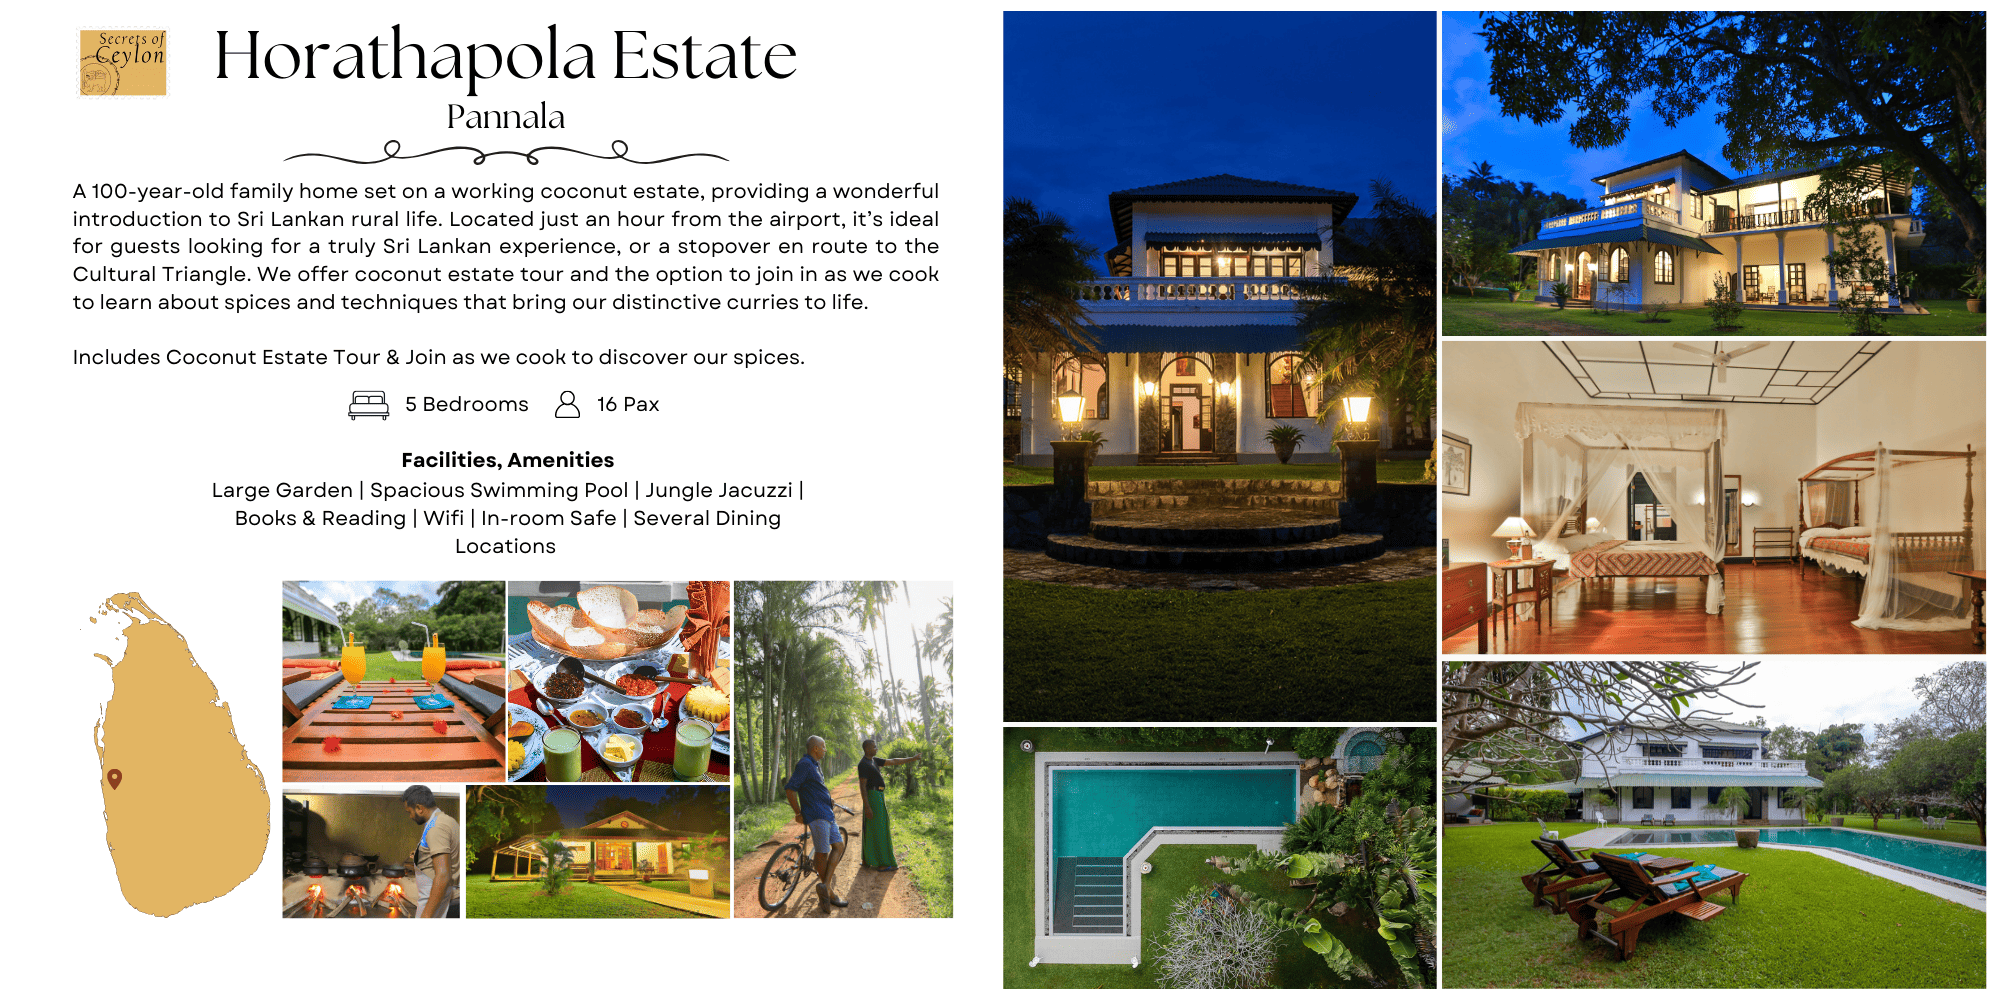 Secrets of
Ceylon
Horathapola Estate
Pannala
A 100-year-old family home set on a working coconut estate, providing a wonderful
introduction to Sri Lankan rural life. Located just an hour from the airport, it's ideal
for guests looking for a truly Sri Lankan experience, or a stopover en route to the
Cultural Triangle. We offer coconut estate tour and the option to join in as we cook
to learn about spices and techniques that bring our distinctive curries to life.
Includes Coconut Estate Tour & Join as we cook to discover our spices.
5 Bedrooms 16 Pax
Facilities, Amenities
Large Garden | Spacious Swimming Pool | Jungle Jacuzzi |
Books & Reading | Wifi | In-room Safe | Several Dining
Locations